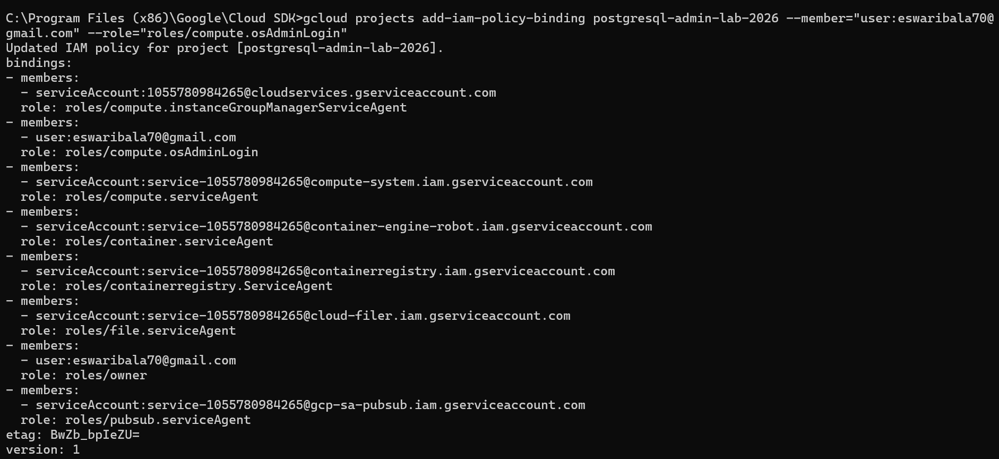 C:\Program Files (x86)\Google\Cloud SDK>gcloud projects add-iam-policy-binding postgresql-admin-lab-2026 --member="user:eswaribala70@
gmail.com" --role="roles/compute.osAdminLogin"
Updated IAM policy for project [postgresql-admin-lab-2026].
bindings:
- members:
  - serviceAccount:1055780984265@cloudservices.gserviceaccount.com
  role: roles/compute.instanceGroupManagerServiceAgent
- members:
  - user:eswaribala70@gmail.com
  role: roles/compute.osAdminLogin
- members:
  - serviceAccount:service-1055780984265@compute-system.iam.gserviceaccount.com
  role: roles/compute.serviceAgent
- members:
  - serviceAccount:service-1055780984265@container-engine-robot.iam.gserviceaccount.com
  role: roles/container.serviceAgent
- members:
  - serviceAccount:service-1055780984265@containerregistry.iam.gserviceaccount.com
  role: roles/containerregistry.ServiceAgent
- members:
  - serviceAccount:service-1055780984265@cloud-filer.iam.gserviceaccount.com
  role: roles/file.serviceAgent
- members:
  - user:eswaribala70@gmail.com
  role: roles/owner
- members:
  - serviceAccount:service-1055780984265@gcp-sa-pubsub.iam.gserviceaccount.com
  role: roles/pubsub.serviceAgent
etag: BwZb_bpIeZU=
version: 1